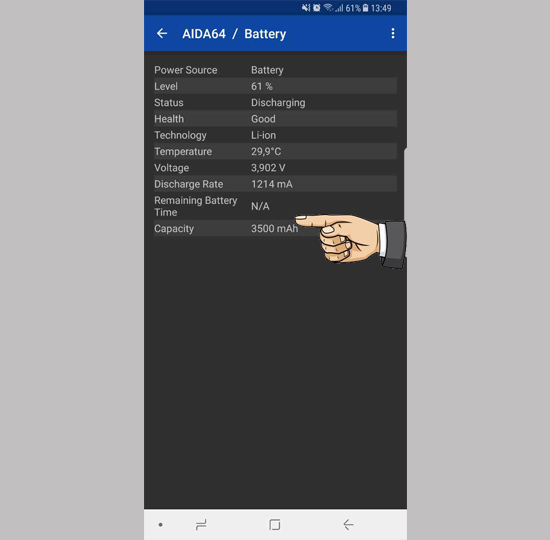 61% 13:49
AIDA64 / Battery
Power Source Battery
Level 61 %
Status Discharging
Health Good
Technology Li-ion
Temperature 29,9°C
Voltage 3,902 V
Discharge Rate 1214 mA
Remaining Battery
Time N/A
Capacity 3500 mAh